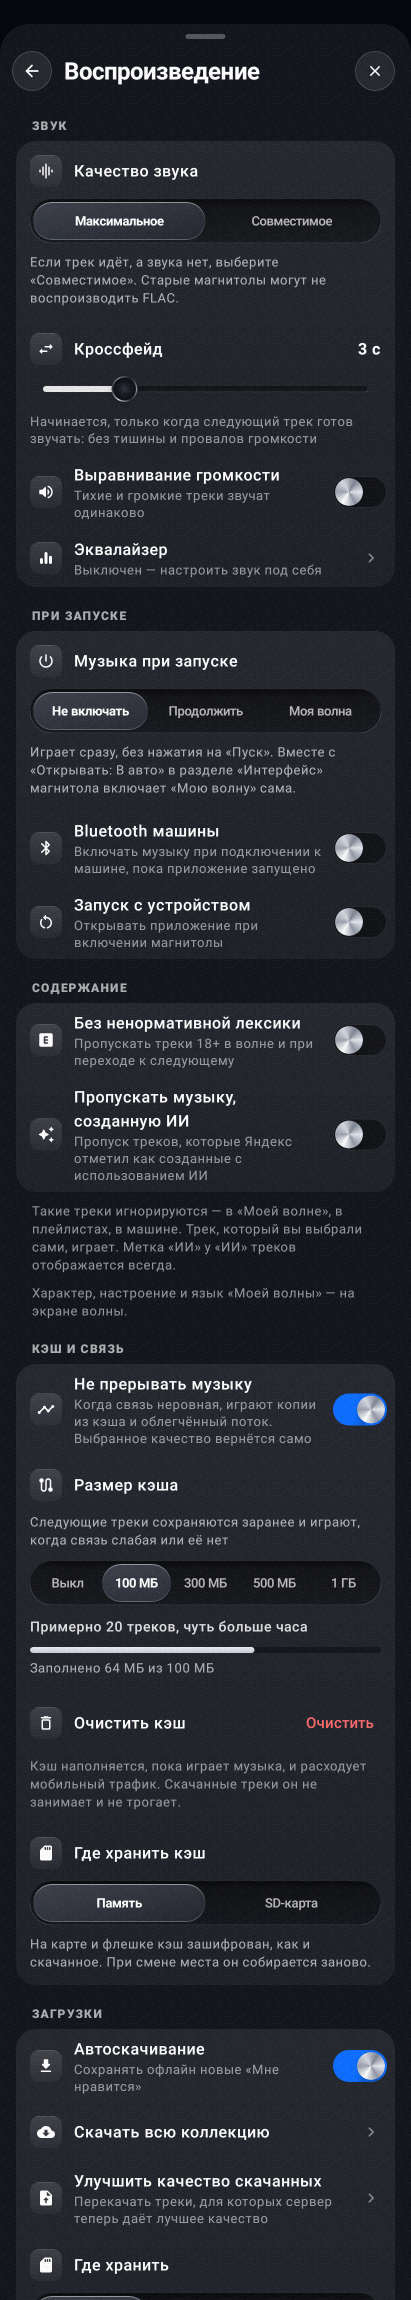 Воспроизведение
ЗВУК
Качество звука
Максимальное
Совместимое
Если трек идёт, а звука нет, выберите
«Совместимое». Старые магнитолы могут не
воспроизводить FLAC.
Кроссфейд
3 с
Начинается, только когда следующий трек готов
звучать: без тишины и провалов громкости
Выравнивание громкости
Тихие и громкие треки звучат
одинаково
Эквалайзер
Выключен — настроить звук под себя
ПРИ ЗАПУСКЕ
Музыка при запуске
Не включать
Продолжить
Моя волна
Играет сразу, без нажатия на «Пуск». Вместе с
«Открывать: В авто» в разделе «Интерфейс»
магнитола включает «Мою волну» сама.
Bluetooth машины
Включать музыку при подключении к
машине, пока приложение запущено
Запуск с устройством
Открывать приложение при
включении магнитолы
СОДЕРЖАНИЕ
Без ненормативной лексики
Пропускать треки 18+ в волне и при
переходе к следующему
Пропускать музыку,
созданную ИИ
Пропуск треков, которые Яндекс
отметил как созданные с
использованием ИИ
Такие треки игнорируются — в «Моей волне», в
плейлистах, в машине. Трек, который вы выбрали
сами, играет. Метка «ИИ» у «ИИ» треков
отображается всегда.
Характер, настроение и язык «Моей волны» — на
экране волны.
КЭШ И СВЯЗЬ
Не прерывать музыку
Когда связь неровная, играют копии
из кэша и облегчённый поток.
Выбранное качество вернётся само
Размер кэша
Следующие треки сохраняются заранее и играют,
когда связь слабая или её нет
Выкл
100 МБ
300 МБ
500 МБ
1 ГБ
Примерно 20 треков, чуть больше часа
Заполнено 64 МБ из 100 МБ
Очистить кэш
Очистить
Кэш наполняется, пока играет музыка, и расходует
мобильный трафик. Скачанные треки он не
занимает и не трогает.
Где хранить кэш
Память
SD-карта
На карте и флешке кэш зашифрован, как и
скачанное. При смене места он собирается заново.
ЗАГРУЗКИ
Автоскачивание
Сохранять офлайн новые «Мне
нравится»
Скачать всю коллекцию
Улучшить качество скачанных
Перекачать треки, для которых сервер
теперь даёт лучшее качество
Где хранить